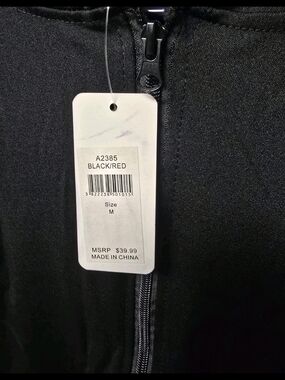 A2385
BLACK/RED
Size
M
MSRP $39.99
MADE IN CHINA